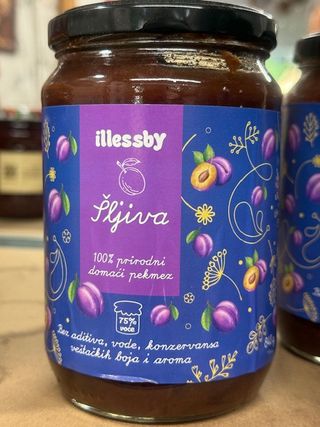 illessby
Šljiva
100% prirodni
domaći pekmez
75%
voće
Bez aditiva, vode, konzervansa
veštačkih boja i aroma